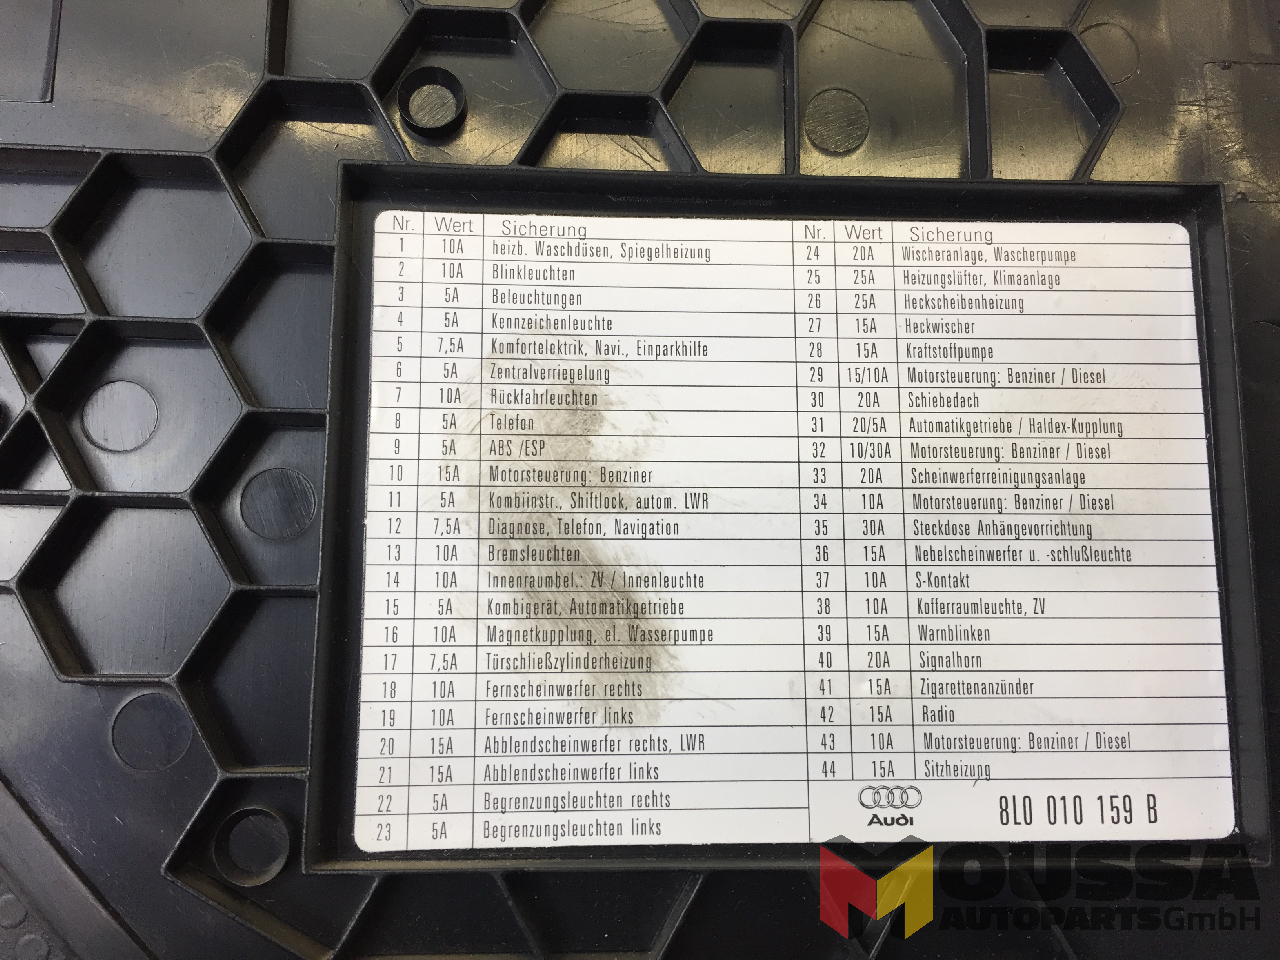 Nr. Wert Sicherung
1 10A heizb. Waschdüsen, Spiegelheizung
2 10A Blinkleuchten
3 5A Beleuchtungen
4 5A Kennzeichenleuchte
5 7,5A Komfortelektrik, Navi., Einparkhilfe
6 5A Zentralverriegelung
7 10A Rückfahrleuchten
8 5A Telefon
9 5A ABS /ESP
10 15A Motorsteuerung: Benziner
11 5A Kombiinstr., Shiftlock, autom. LWR
12 7,5A Diagnose, Telefon, Navigation
13 10A Bremsleuchten
14 10A Innenraumbel.: ZV / Innenleuchte
15 5A Kombigerät, Automatikgetriebe
16 10A Magnetkupplung, el. Wasserpumpe
17 7,5A Türschließzylinderheizung
18 10A Fernscheinwerfer rechts
19 10A Fernscheinwerfer links
20 15A Abblendscheinwerfer rechts, LWR
21 15A Abblendscheinwerfer links
22 5A Begrenzungsleuchten rechts
23 5A Begrenzungsleuchten links
Nr. Wert Sicherung
24 20A Wischeranlage, Wascherpumpe
25 25A Heizungslüfter, Klimaanlage
26 25A Heckscheibenheizung
27 15A Heckwischer
28 15A Kraftstoffpumpe
29 15/10A Motorsteuerung: Benziner / Diesel
30 20A Schiebedach
31 20/5A Automatikgetriebe / Haldex-Kupplung
32 10/30A Motorsteuerung: Benziner / Diesel
33 20A Scheinwerferreinigungsanlage
34 10A Motorsteuerung: Benziner / Diesel
35 30A Steckdose Anhängevorrichtung
36 15A Nebelscheinwerfer u. -schlußleuchte
37 10A S-Kontakt
38 10A Kofferraumleuchte, ZV
39 15A Warnblinken
40 20A Signalhorn
41 15A Zigarettenanzünder
42 15A Radio
43 10A Motorsteuerung: Benziner / Diesel
44 15A Sitzheizung
Audi 8L0 010 159 B
MOUSSA
AUTOPARTS GmbH